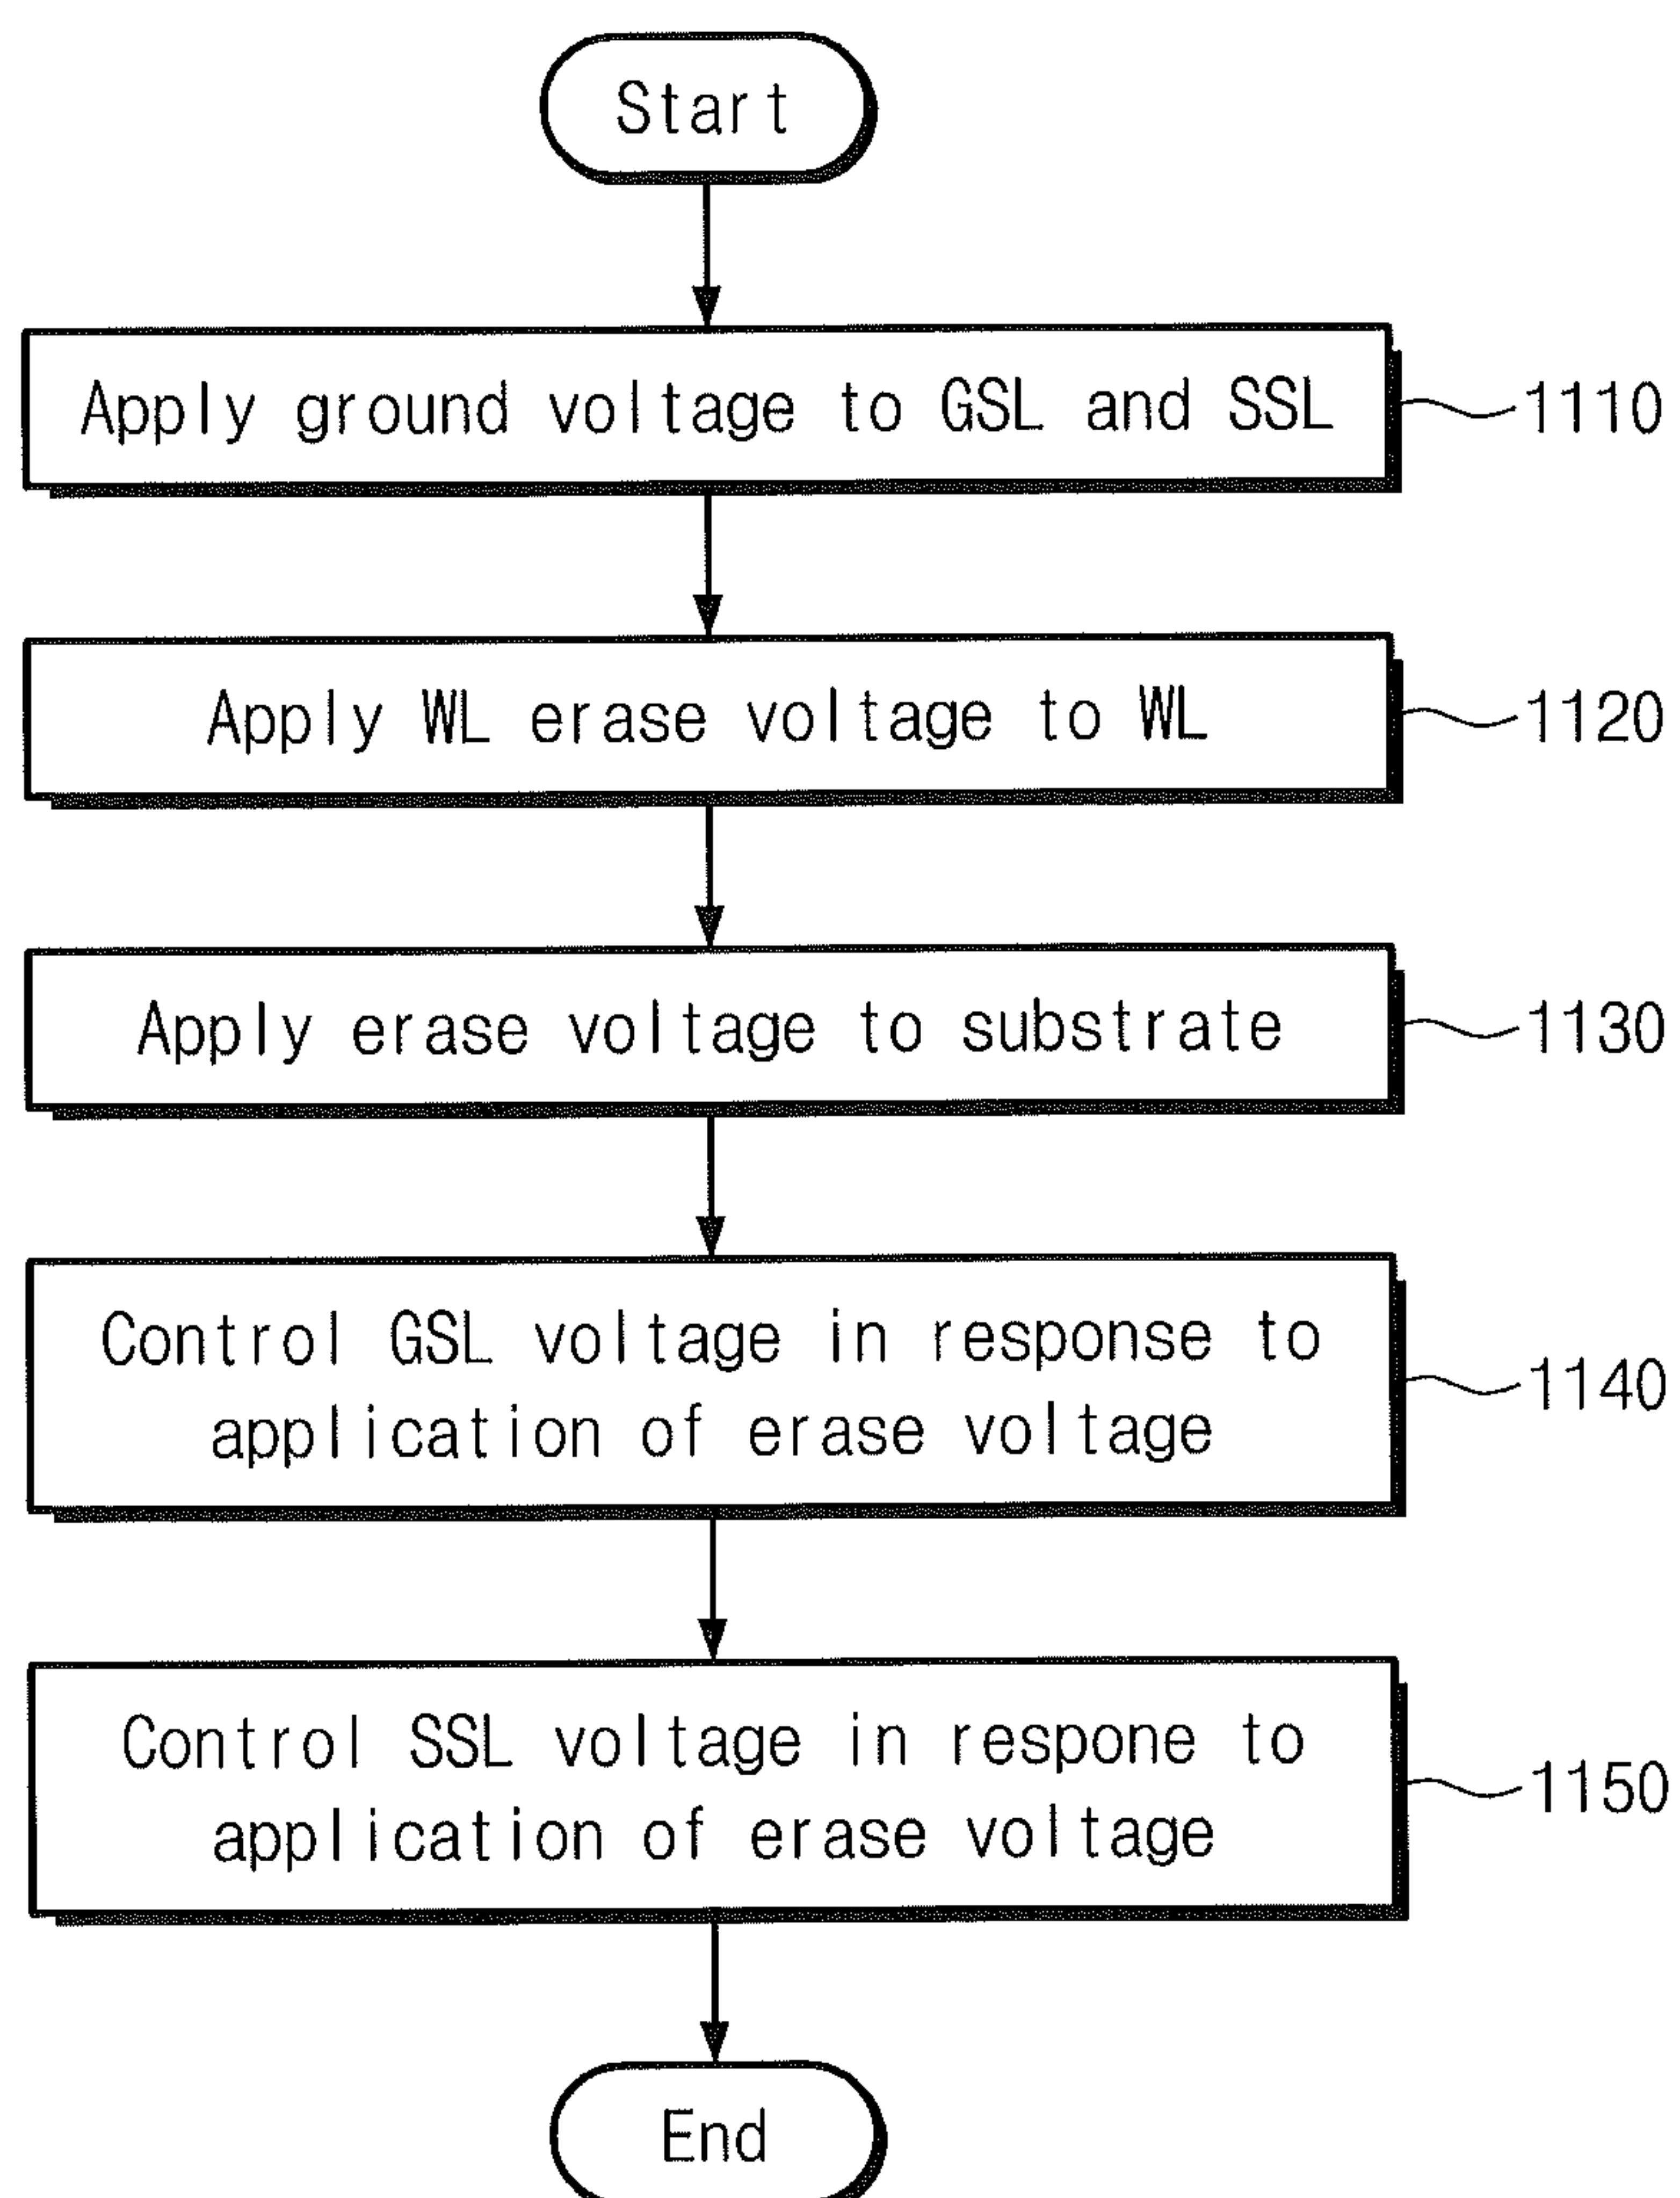 Start
Apply ground voltage to GSL and SSL
1110
Apply WL erase voltage to WL
1120
Apply erase voltage to substrate
1130
Control GSL voltage in response to
application of erase voltage
1140
Control SSL voltage in respone to
application of erase voltage
1150
End